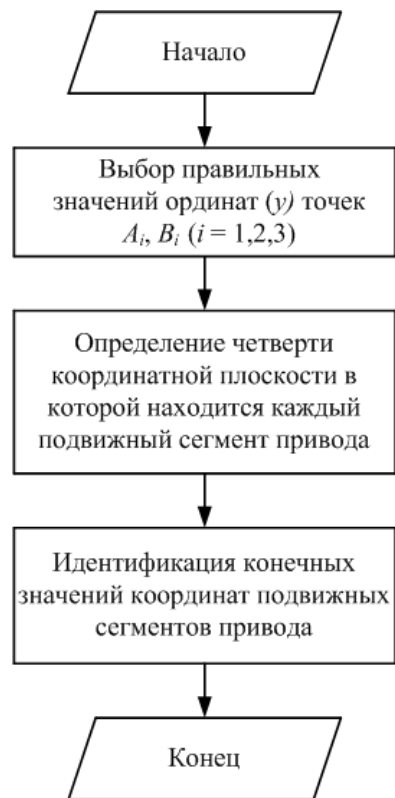 Начало
Выбор правильных
значений ординат (y) точек
Aᵢ, Bᵢ (i = 1,2,3)
Определение четверти
координатной плоскости в
которой находится каждый
подвижный сегмент привода
Идентификация конечных
значений координат подвижных
сегментов привода
Конец